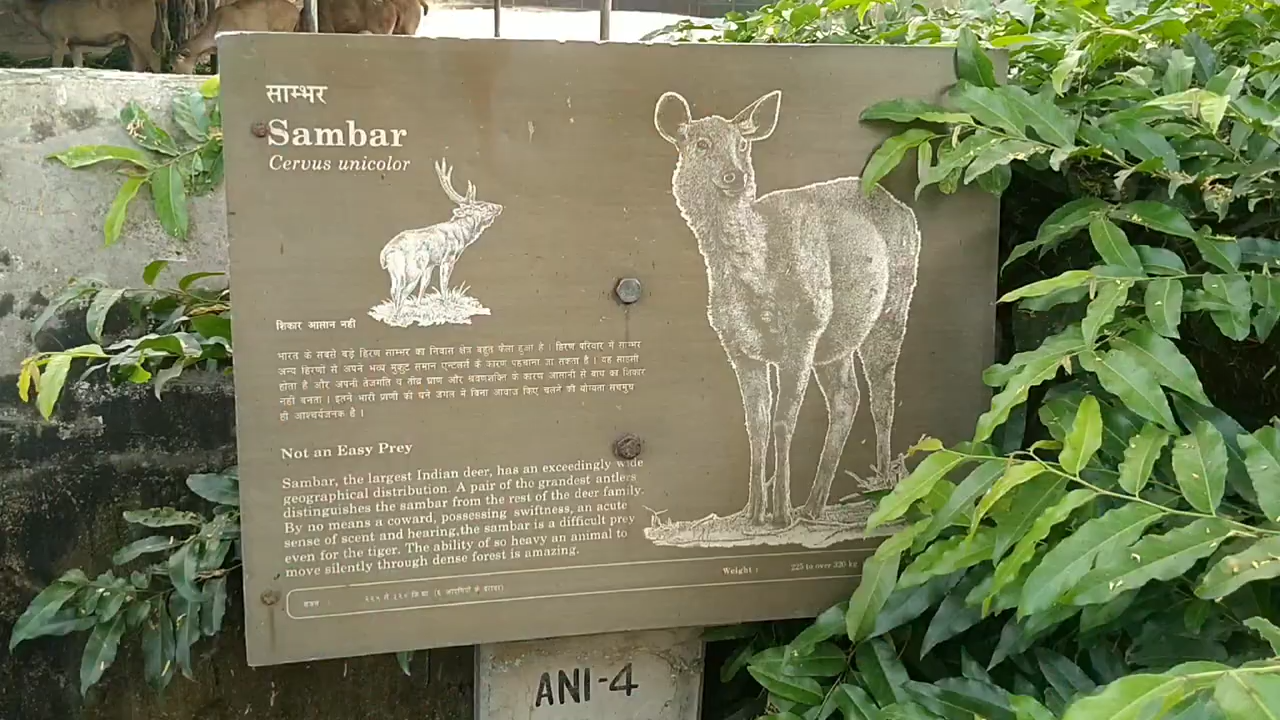 साम्भर
Sambar
Cervus unicolor
शिकार आसान नही
भारत के सबसे बड़े हिरण साम्भर का निवास क्षेत्र बहुत फैला हुआ है । हिरण परिवार में साम्भर
अन्य हिरणों से अपने भव्य मुकुट समान एन्टलर्स के कारण पहचाना जा सकता है । यह साहसी
होता है और अपनी तेजगति व तीव्र घ्राण और श्रवणशक्ति के कारण आसानी से बाघ का शिकार
नहीं बनता । इतने भारी प्राणी की घने जंगल में बिना आवाज किए चलने की योग्यता सचमुच
ही आश्चर्यजनक है ।
Not an Easy Prey
Sambar, the largest Indian deer, has an exceedingly wide
geographical distribution. A pair of the grandest antlers
distinguishes the sambar from the rest of the deer family.
By no means a coward, possessing swiftness, an acute
sense of scent and hearing,the sambar is a difficult prey
even for the tiger. The ability of so heavy an animal to
move silently through dense forest is amazing.
वजन : Weight : 225 to over 320 kg
ANI-4